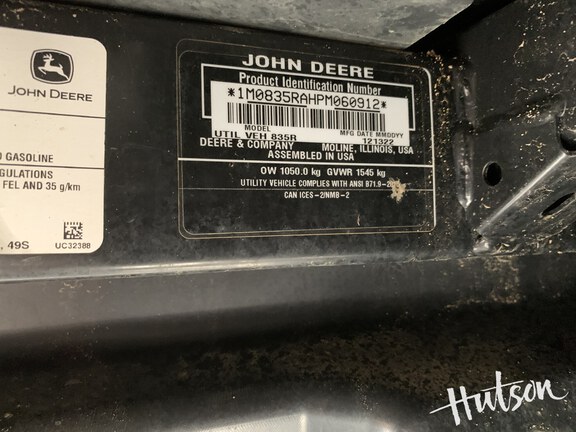 JOHN DEERE
GASOLINE
GULATIONS
FEL AND 35 g/km
, 49S
UC32388
JOHN DEERE
Product Identification Number
*1M0835RAHPM060912*
MODEL MFG DATE MMDDYY
UTIL VEH 835R 121322
DEERE & COMPANY MOLINE, ILLINOIS, USA
ASSEMBLED IN USA
OW 1050.0 kg GVWR 1545 kg
UTILITY VEHICLE COMPLIES WITH ANSI B71.9-
CAN ICES-2/NMB-2
Hutson